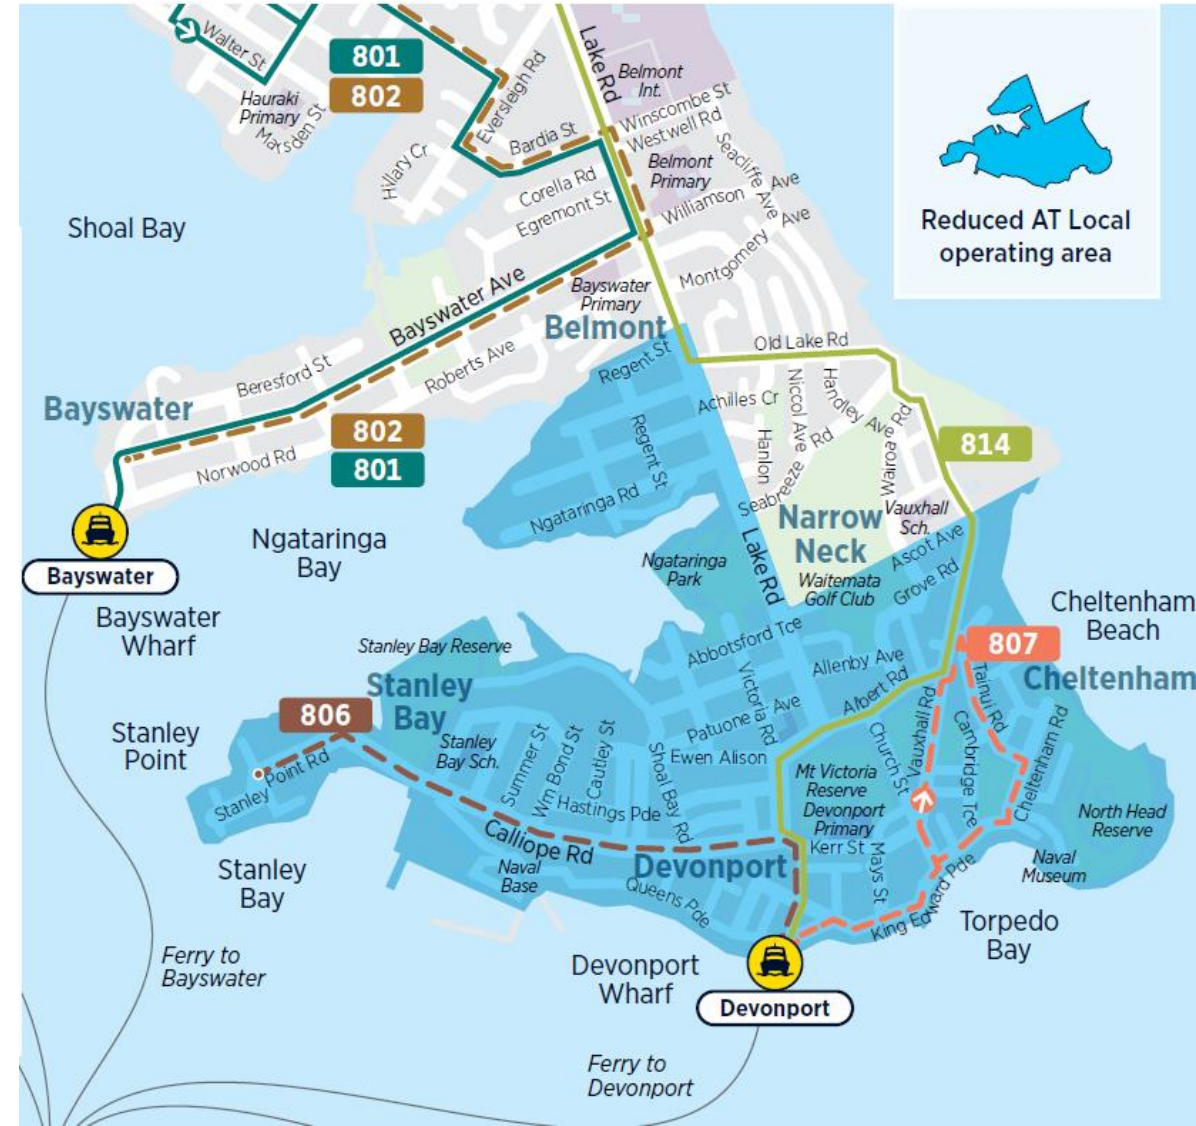 Walter St
801
802
Hauraki
Primary
Marsden St
Eversleigh Rd
Lake Rd
Belmont
Int.
Winscombe St
Westwell Rd
Bardia St
Hillary Cr
Seacliffe Ave
Belmont
Primary
Corella Rd
Egremont St
Williamson Ave
Montgomery Ave
Reduced AT Local
operating area
Shoal Bay
Bayswater Ave
Bayswater
Primary
Belmont
Roberts Ave
Beresford St
Bayswater
802
801
Norwood Rd
Regent St
Old Lake Rd
Achilles Cr
Niccol Ave
Handley Ave
Wairoa Rd
Hanlon
Seabreeze Rd
814
Regent St
Ngataringa Rd
Vauxhall
Sch.
Narrow
Neck
Ascot Ave
Grove Rd
Waitemata
Golf Club
Lake Rd
Ngataringa
Park
Ngataringa
Bay
Bayswater
Bayswater
Wharf
Cheltenham
Beach
807
Cheltenham
Abbotsford Tce
Allenby Ave
Albert Rd
Victoria Rd
Patuone Ave
Ewen Alison
Tainui Rd
Vauxhall Rd
Cambridge Tce
Cheltenham Rd
Church St
Stanley Bay Reserve
Stanley
Bay
806
Stanley
Point
Stanley Point Rd
Stanley
Bay Sch.
Summer St
Wm Bond St
Cautley St
Shoal Bay Rd
Hastings Pde
Calliope Rd
Mt Victoria
Reserve
Devonport
Primary
Kerr St
Mays St
North Head
Reserve
Naval
Museum
Stanley
Bay
Naval
Base
Queens Pde
Devonport
King Edward Pde
Torpedo
Bay
Ferry to
Bayswater
Devonport
Wharf
Devonport
Ferry to
Devonport